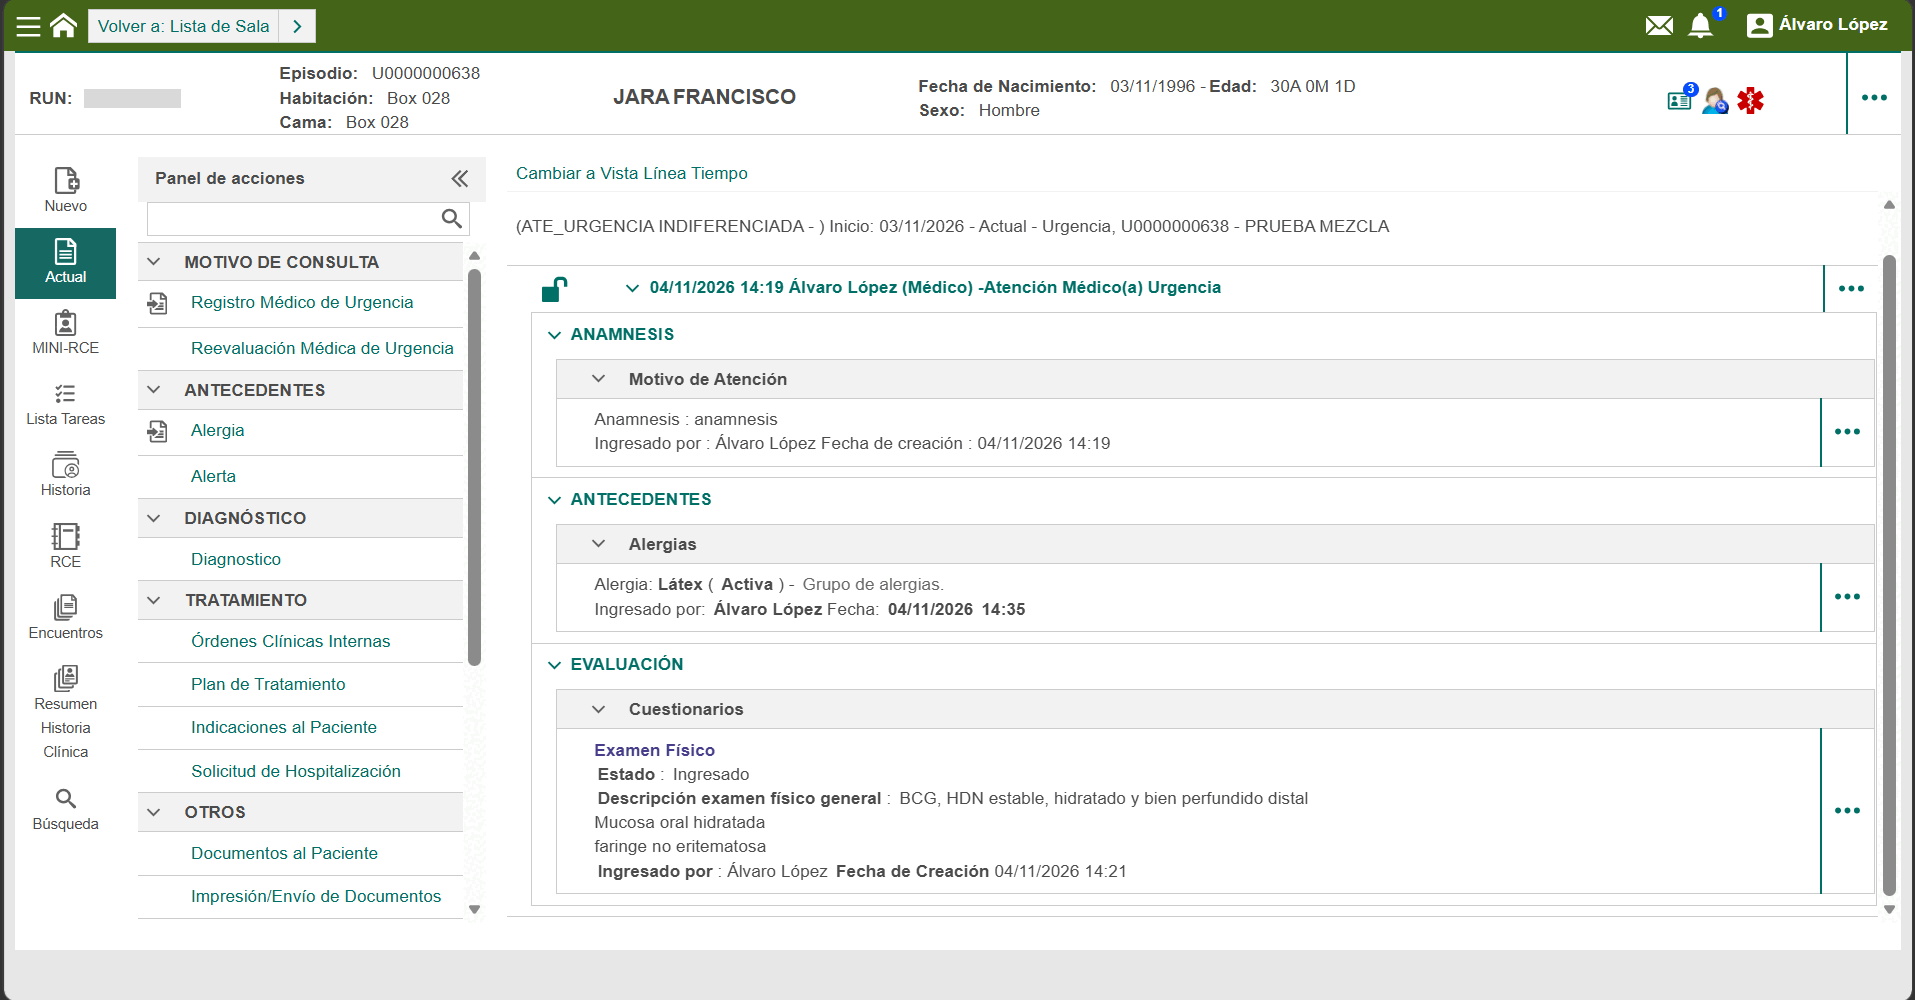 Volver a: Lista de Sala
1
Álvaro López
RUN:
Episodio: U0000000638
Habitación: Box 028
Cama: Box 028
JARA FRANCISCO
Fecha de Nacimiento: 03/11/1996 - Edad: 30A 0M 1D
Sexo: Hombre
3
Nuevo
Actual
MINI-RCE
Lista Tareas
Historia
RCE
Encuentros
Resumen
Historia
Clínica
Búsqueda
Panel de acciones
MOTIVO DE CONSULTA
Registro Médico de Urgencia
Reevaluación Médica de Urgencia
ANTECEDENTES
Alergia
Alerta
DIAGNÓSTICO
Diagnostico
TRATAMIENTO
Órdenes Clínicas Internas
Plan de Tratamiento
Indicaciones al Paciente
Solicitud de Hospitalización
OTROS
Documentos al Paciente
Impresión/Envío de Documentos
Cambiar a Vista Línea Tiempo
(ATE_URGENCIA INDIFERENCIADA - ) Inicio: 03/11/2026 - Actual - Urgencia, U0000000638 - PRUEBA MEZCLA
04/11/2026 14:19 Álvaro López (Médico) -Atención Médico(a) Urgencia
ANAMNESIS
Motivo de Atención
Anamnesis : anamnesis
Ingresado por : Álvaro López Fecha de creación : 04/11/2026 14:19
ANTECEDENTES
Alergias
Alergia: Látex ( Activa ) - Grupo de alergias.
Ingresado por: Álvaro López Fecha: 04/11/2026 14:35
EVALUACIÓN
Cuestionarios
Examen Físico
Estado : Ingresado
Descripción examen físico general : BCG, HDN estable, hidratado y bien perfundido distal
Mucosa oral hidratada
faringe no eritematosa
Ingresado por : Álvaro López Fecha de Creación 04/11/2026 14:21